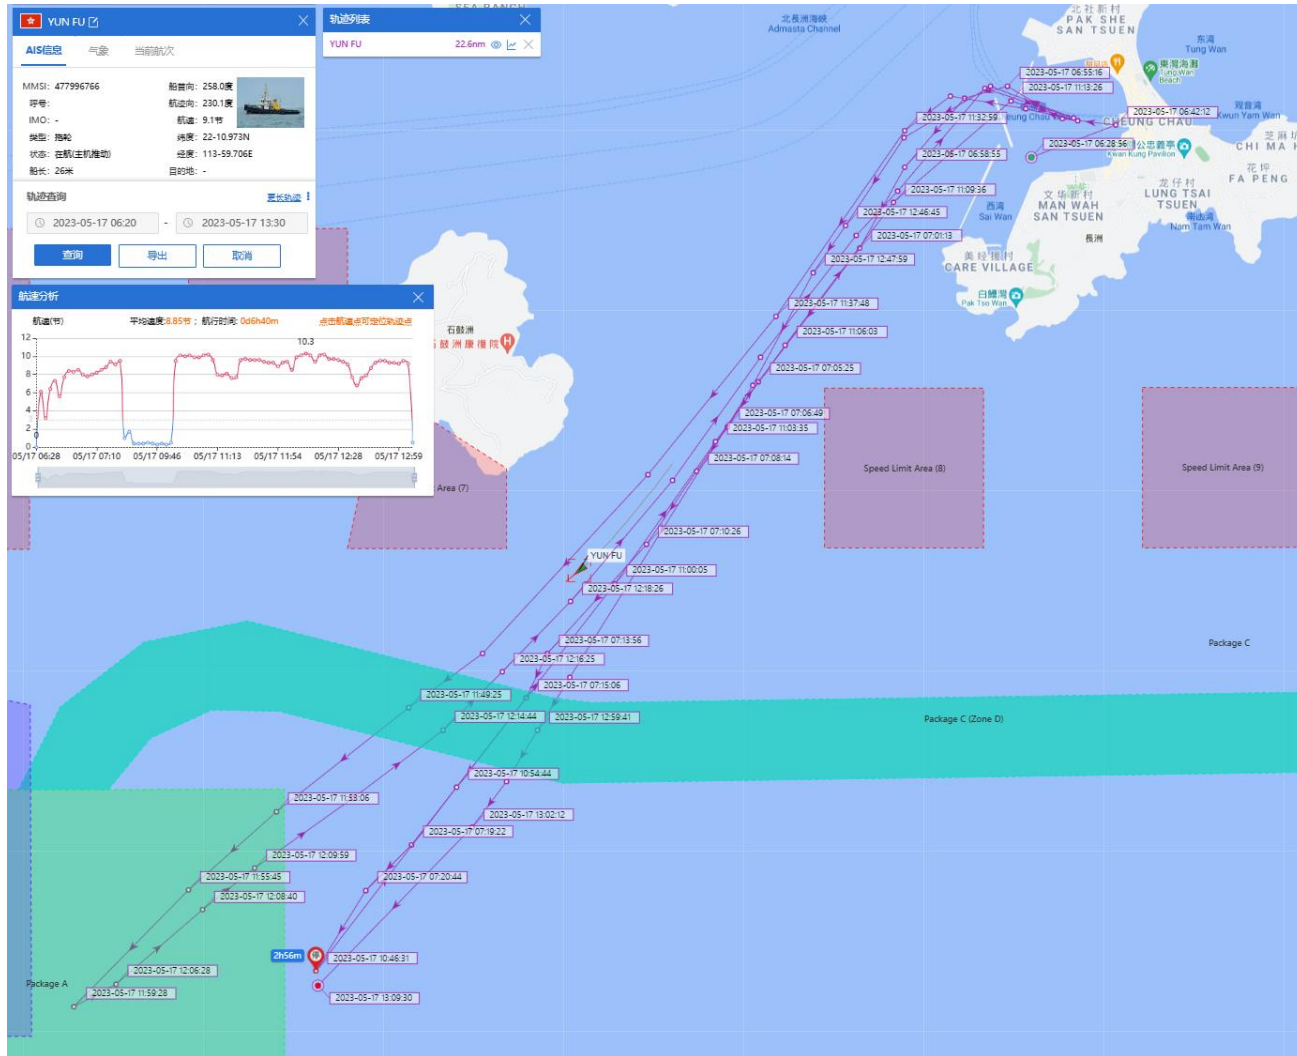 YUN FU
AIS信息
气象
当前航次
MMSI: 477996766
船首向: 258.0度
呼号:
航迹向: 230.1度
IMO: -
航速: 9.1节
类型: 拖轮
纬度: 22-10.973N
状态: 在航(主机推动)
经度: 113-59.706E
船长: 26米
目的地: -
轨迹查询
更长轨迹
2023-05-17 06:20
-
2023-05-17 13:30
查询
导出
取消
轨迹列表
YUN FU
22.6nm
航速分析
航速(节)
平均速度:8.85节 ; 航行时间: 0d6h40m
点击航速点可定位轨迹点
12
10
8
6
4
2
0
0
10.3
05/17 06:28
05/17 07:10
05/17 09:46
05/17 11:13
05/17 11:54
05/17 12:28
05/17 12:59
北長洲海峡
Adamasta Channel
北社新村
PAK SHE
SAN TSUEN
东湾
Tung Wan
東灣海灘
Tung Wan
Beach
2023-05-17 06:55:16
2023-05-17 11:13:26
2023-05-17 06:42:12
2023-05-17 11:32:59
CHEUNG CHAU
观音湾
Kwun Yam Wan
2023-05-17 06:28:56
Kwan Kung Pavilion
CHI MA
2023-05-17 06:58:55
花坪
FA PENG
2023-05-17 11:09:36
文华新村
MAN WAH
SAN TSUEN
龙仔村
LUNG TSAI
TSUEN
2023-05-17 12:46:45
西湾
Sai Wan
Nam Tam Wan
2023-05-17 07:01:13
長洲
2023-05-17 12:47:59
CARE VILLAGE
白鰽灣
Pak Tso Wan
2023-05-17 11:37:48
石鼓洲
鼓洲康復院
2023-05-17 11:06:03
2023-05-17 07:05:25
2023-05-17 07:06:49
2023-05-17 11:03:35
2023-05-17 07:08:14
Speed Limit Area (8)
Speed Limit Area (9)
Area (7)
2023-05-17 07:10:26
YUN FU
2023-05-17 11:00:05
2023-05-17 12:18:26
2023-05-17 07:13:56
Package C
2023-05-17 12:16:25
2023-05-17 07:15:06
2023-05-17 11:49:25
2023-05-17 12:14:44
2023-05-17 12:59:41
Package C (Zone D)
2023-05-17 10:54:44
2023-05-17 11:53:06
2023-05-17 13:02:12
2023-05-17 07:19:22
2023-05-17 12:09:59
2023-05-17 11:55:45
2023-05-17 07:20:44
2023-05-17 12:08:40
2h56m
停
2023-05-17 10:46:31
2023-05-17 12:06:28
Package A
2023-05-17 11:59:28
2023-05-17 13:09:30